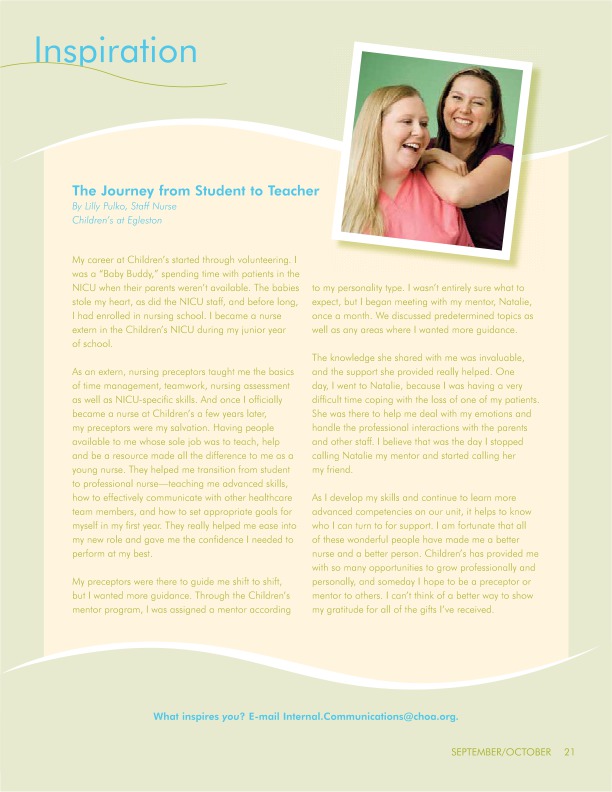 Inspiration
The Journey from Student to Teacher
By Lilly Pulko, Staff Nurse
Children's at Egleston
My career at Children's started through volunteering. I
was a "Baby Buddy," spending time with patients in the
NICU when their parents weren't available. The babies
stole my heart, as did the NICU staff, and before long,
I had enrolled in nursing school. I became a nurse
extern in the Children's NICU during my junior year
of school.
As an extern, nursing preceptors taught me the basics
of time management, teamwork, nursing assessment
as well as NICU-specific skills. And once I officially
became a nurse at Children's a few years later,
my preceptors were my salvation. Having people
available to me whose sole job was to teach, help
and be a resource made all the difference to me as a
young nurse. They helped me transition from student
to professional nurse—teaching me advanced skills,
how to effectively communicate with other healthcare
team members, and how to set appropriate goals for
myself in my first year. They really helped me ease into
my new role and gave me the confidence I needed to
perform at my best.
My preceptors were there to guide me shift to shift,
but I wanted more guidance. Through the Children's
mentor program, I was assigned a mentor according
to my personality type. I wasn't entirely sure what to
expect, but I began meeting with my mentor, Natalie,
once a month. We discussed predetermined topics as
well as any areas where I wanted more guidance.
The knowledge she shared with me was invaluable,
and the support she provided really helped. One
day, I went to Natalie, because I was having a very
difficult time coping with the loss of one of my patients.
She was there to help me deal with my emotions and
handle the professional interactions with the parents
and other staff. I believe that was the day I stopped
calling Natalie my mentor and started calling her
my friend.
As I develop my skills and continue to learn more
advanced competencies on our unit, it helps to know
who I can turn to for support. I am fortunate that all
of these wonderful people have made me a better
nurse and a better person. Children's has provided me
with so many opportunities to grow professionally and
personally, and someday I hope to be a preceptor or
mentor to others. I can't think of a better way to show
my gratitude for all of the gifts I've received.
What inspires you? E-mail Internal.Communications@choa.org.
SEPTEMBER/OCTOBER 21